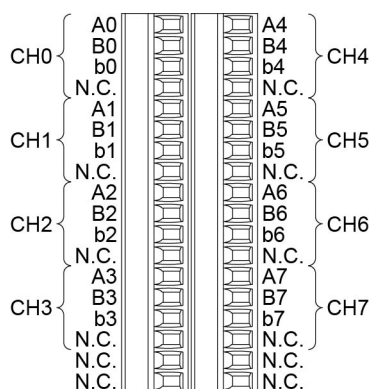 A0 A4
B0 B4
CH0 CH4
b0 b4
N.C. N.C.
A1 A5
B1 B5
CH1 CH5
b1 b5
N.C. N.C.
A2 A6
B2 B6
CH2 CH6
b2 b6
N.C. N.C.
A3 A7
B3 B7
CH3 CH7
b3 b7
N.C. N.C.
N.C. N.C.
N.C. N.C.